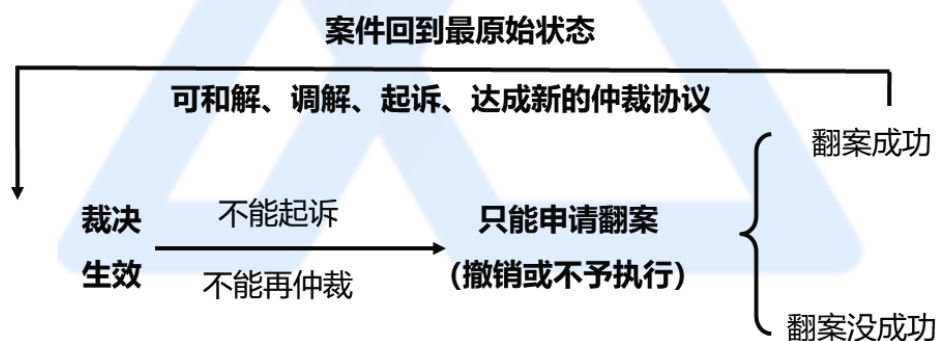 案件回到最原始状态
可和解、调解、起诉、达成新的仲裁协议
翻案成功
裁决
生效
不能起诉
不能再仲裁
只能申请翻案
（撤销或不予执行）
翻案没成功